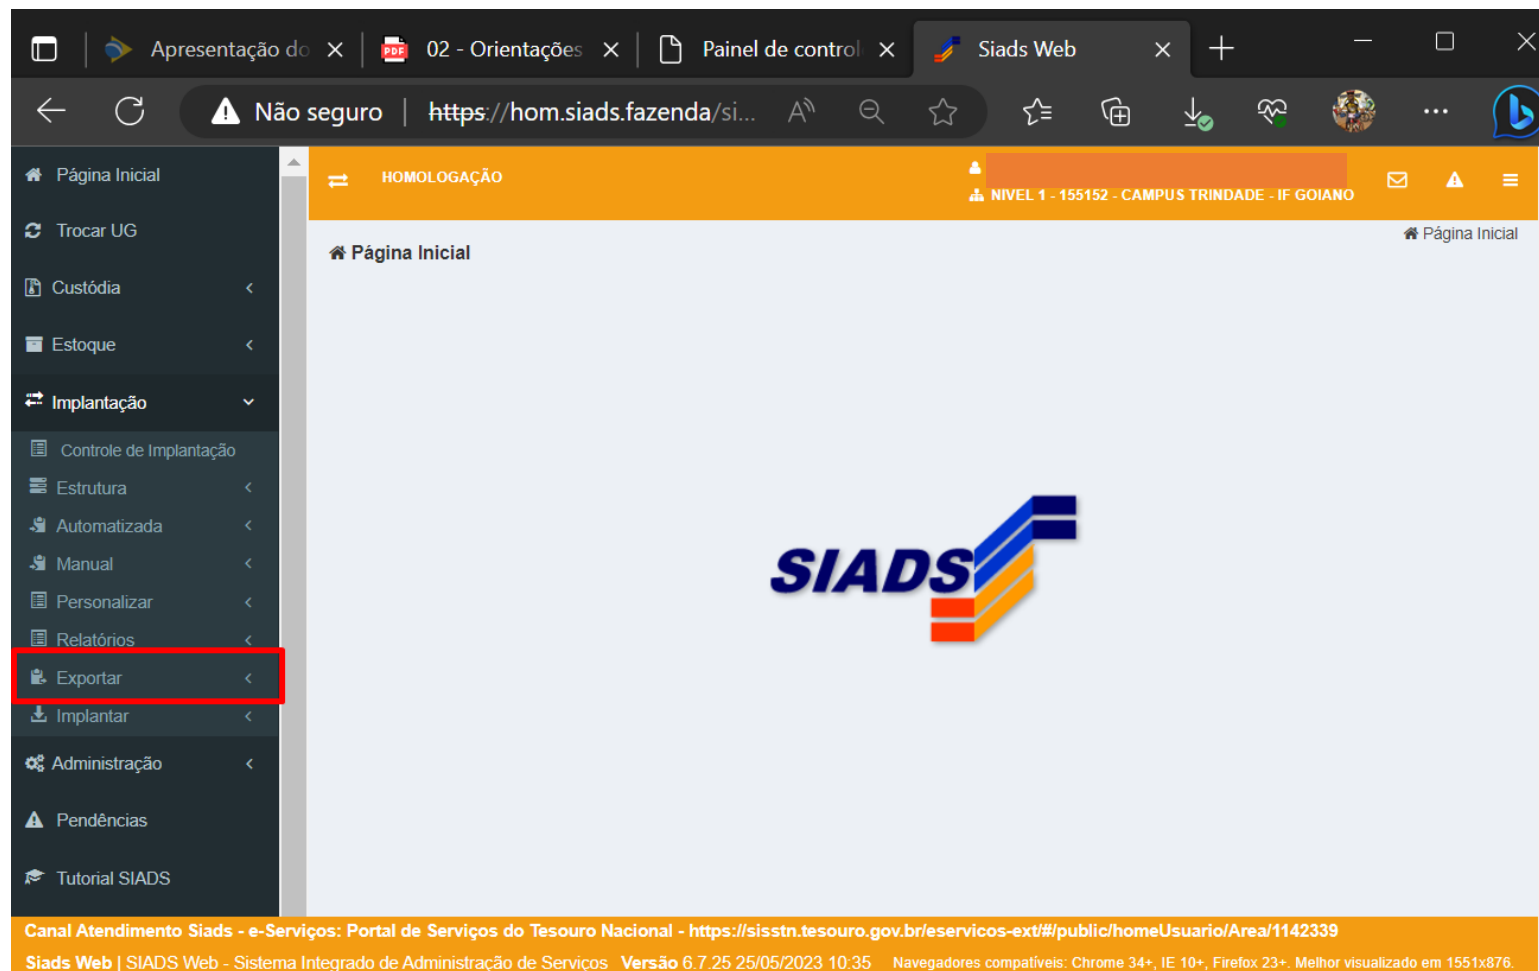 Apresentação do
02 - Orientações
Painel de control
Siads Web
Não seguro | https://hom.siads.fazenda/si...
Página Inicial
Trocar UG
Custódia
Estoque
Implantação
Controle de Implantação
Estrutura
Automatizada
Manual
Personalizar
Relatórios
Exportar
Implantar
Administração
Pendências
Tutorial SIADS
HOMOLOGAÇÃO
NIVEL 1 - 155152 - CAMPUS TRINDADE - IF GOIANO
Página Inicial
Página Inicial
SIADS
Canal Atendimento Siads - e-Serviços: Portal de Serviços do Tesouro Nacional - https://sisstn.tesouro.gov.br/eservicos-ext/#/public/homeUsuario/Area/1142339
Siads Web | SIADS Web - Sistema Integrado de Administração de Serviços Versão 6.7.25 25/05/2023 10:35 Navegadores compatíveis: Chrome 34+, IE 10+, Firefox 23+. Melhor visualizado em 1551x876.